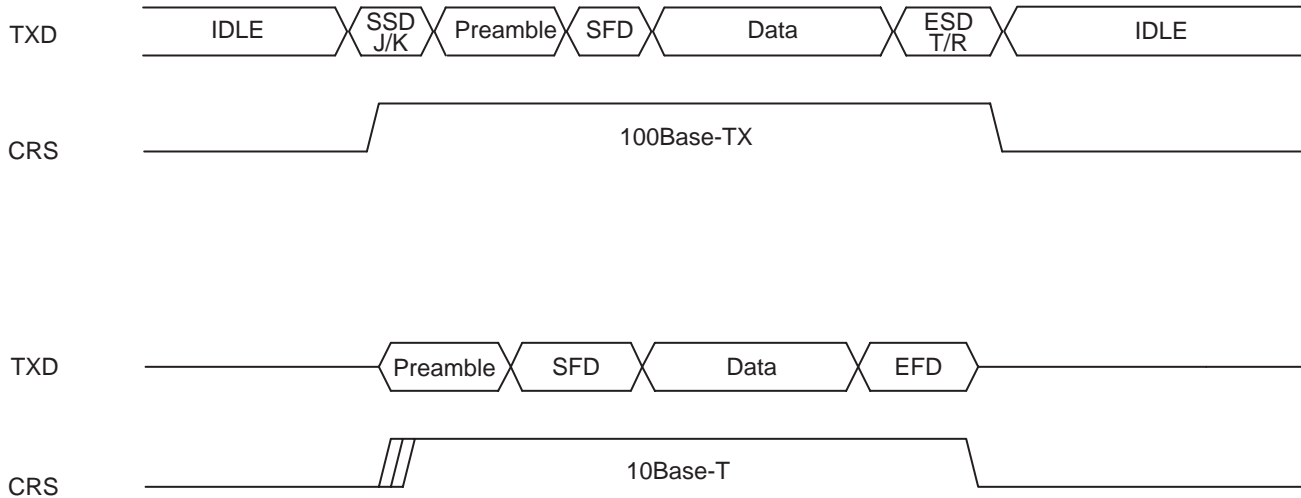 TXD IDLE SSD J/K Preamble SFD Data ESD T/R IDLE
CRS 100Base-TX
TXD Preamble SFD Data EFD
CRS 10Base-T